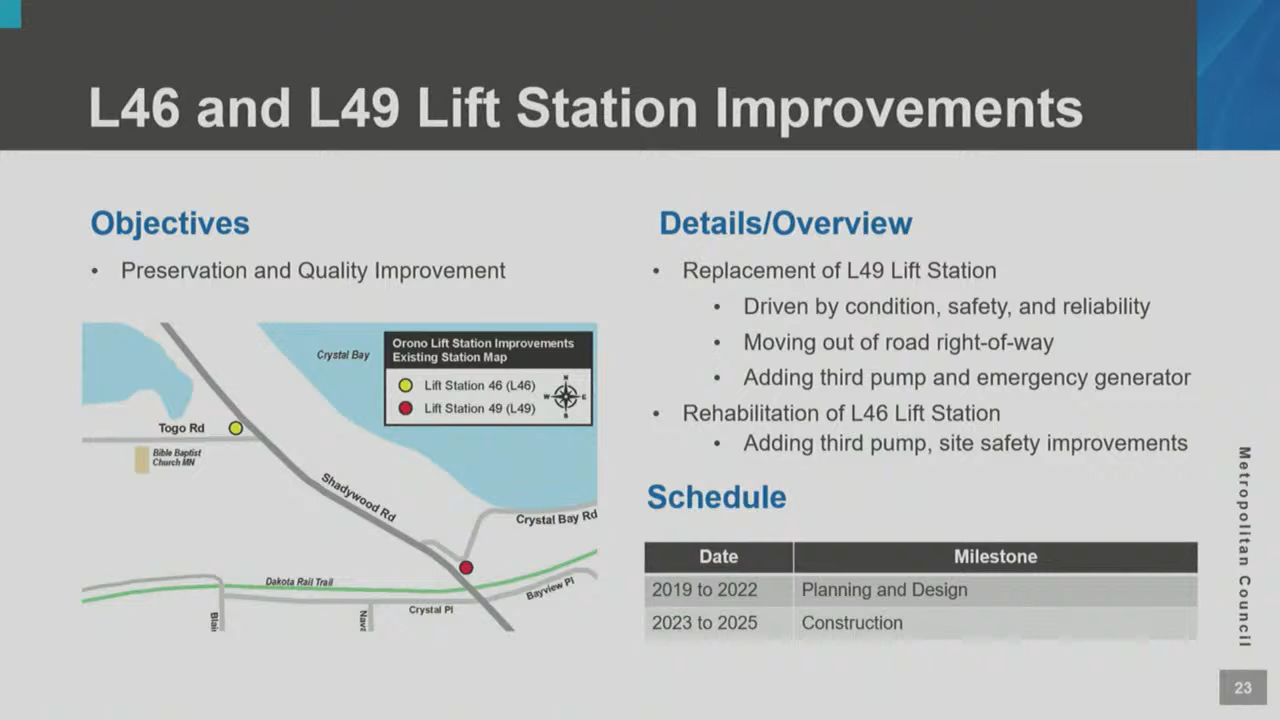 L46 and L49 Lift Station Improvements
Objectives
• Preservation and Quality Improvement
Crystal Bay
Orono Lift Station Improvements
Existing Station Map
Lift Station 46 (L46)
Lift Station 49 (L49)
N
W
E
S
Togo Rd
Bible Baptist
Church MN
Shadywood Rd
Crystal Bay Rd
Dakota Rail Trail
Bayview Pl
Crystal Pl
Details/Overview
• Replacement of L49 Lift Station
• Driven by condition, safety, and reliability
• Moving out of road right-of-way
• Adding third pump and emergency generator
• Rehabilitation of L46 Lift Station
• Adding third pump, site safety improvements
Schedule
Date Milestone
2019 to 2022 Planning and Design
2023 to 2025 Construction
Metropolitan Council
23